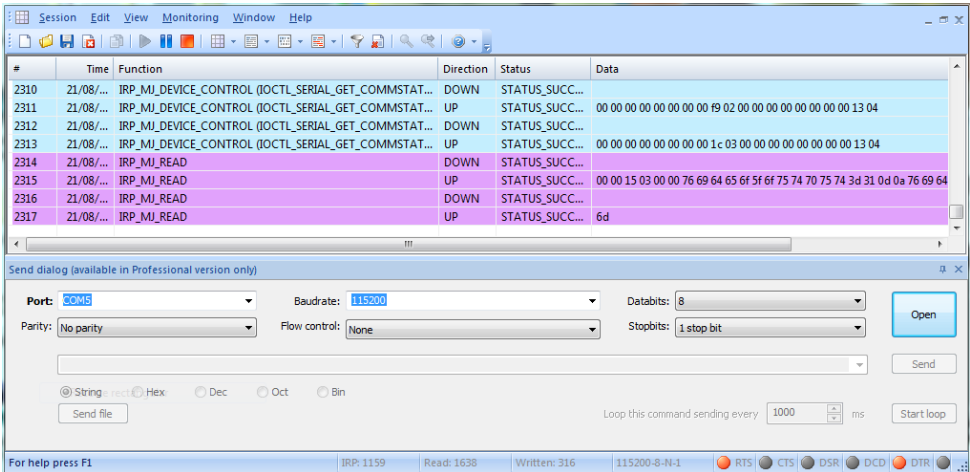 Session Edit View Monitoring Window Help
# Time Function Direction Status Data
2310 21/08/... IRP_MJ_DEVICE_CONTROL (IOCTL_SERIAL_GET_COMMSTAT... DOWN STATUS_SUCC...
2311 21/08/... IRP_MJ_DEVICE_CONTROL (IOCTL_SERIAL_GET_COMMSTAT... UP STATUS_SUCC... 00 00 00 00 00 00 00 00 f9 02 00 00 00 00 00 00 00 00 13 04
2312 21/08/... IRP_MJ_DEVICE_CONTROL (IOCTL_SERIAL_GET_COMMSTAT... DOWN STATUS_SUCC...
2313 21/08/... IRP_MJ_DEVICE_CONTROL (IOCTL_SERIAL_GET_COMMSTAT... UP STATUS_SUCC... 00 00 00 00 00 00 00 00 1c 03 00 00 00 00 00 00 00 00 13 04
2314 21/08/... IRP_MJ_READ DOWN STATUS_SUCC...
2315 21/08/... IRP_MJ_READ UP STATUS_SUCC... 00 00 15 03 00 00 76 69 64 65 6f 5f 6f 75 74 70 75 74 3d 31 0d 0a 76 69 64
2316 21/08/... IRP_MJ_READ DOWN STATUS_SUCC...
2317 21/08/... IRP_MJ_READ UP STATUS_SUCC... 6d
Send dialog (available in Professional version only)
Port: COM5 Baudrate: 115200 Databits: 8 Open
Parity: No parity Flow control: None Stopbits: 1 stop bit
Send
String Hex Dec Oct Bin
Send file Loop this command sending every 1000 ms Start loop
For help press F1 IRP: 1159 Read: 1638 Written: 316 115200-8-N-1 RTS CTS DSR DCD DTR